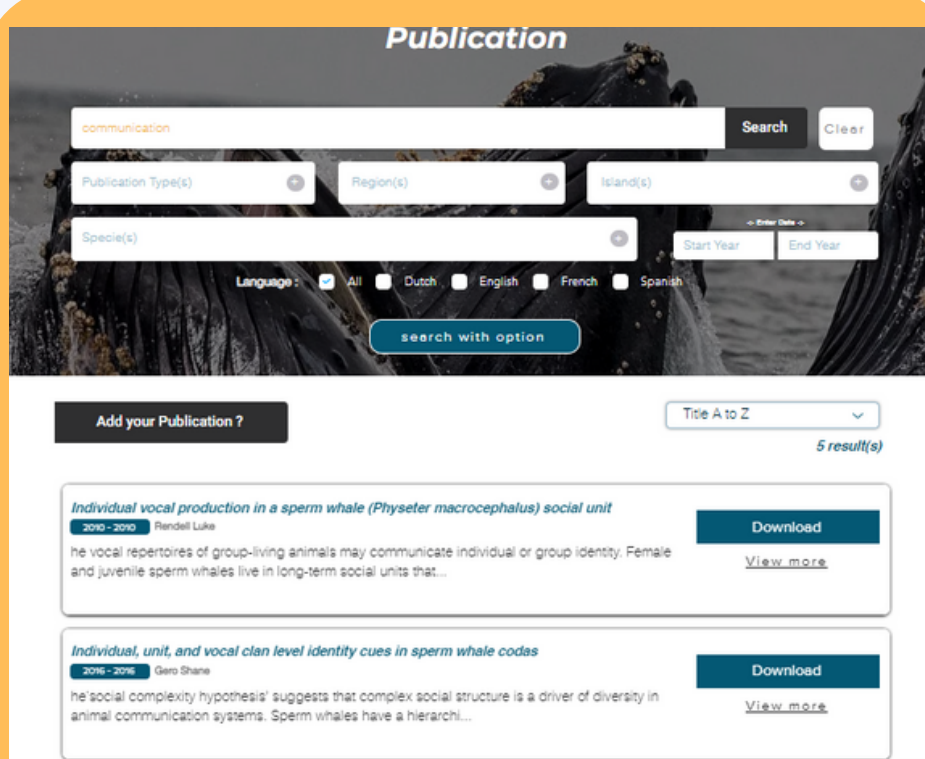 Publication
communication
Search
Clear
Publication Type(s)
Region(s)
Island(s)
Specie(s)
-> Enter Date ->
Start Year
End Year
Language :
All
Dutch
English
French
Spanish
search with option
Add your Publication ?
Title A to Z
5 result(s)
Individual vocal production in a sperm whale (Physeter macrocephalus) social unit
2010 - 2010 Rendell Luke
he vocal repertoires of group-living animals may communicate individual or group identity. Female
and juvenile sperm whales live in long-term social units that...
Download
View more
Individual, unit, and vocal clan level identity cues in sperm whale codas
2016 - 2016 Gero Shane
he'social complexity hypothesis' suggests that complex social structure is a driver of diversity in
animal communication systems. Sperm whales have a hierarchi...
Download
View more